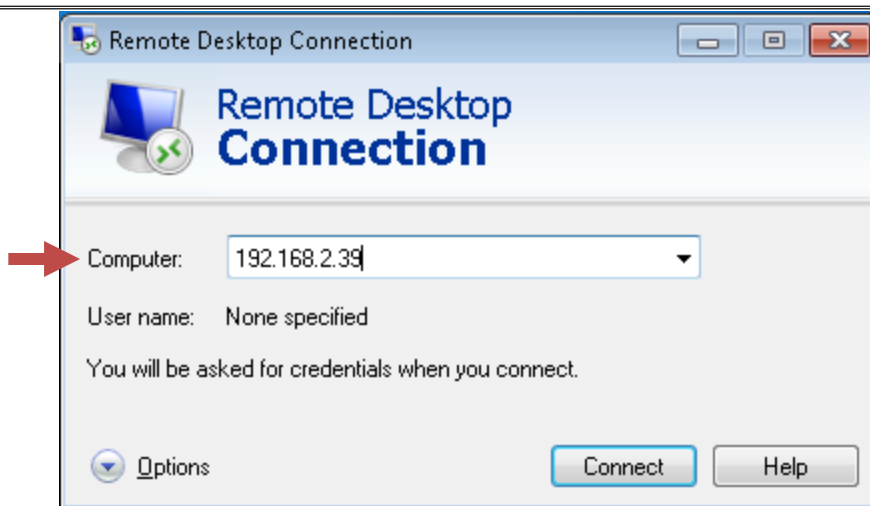 Remote Desktop Connection
Remote Desktop
Connection
Computer: 192.168.2.39
User name: None specified
You will be asked for credentials when you connect.
Options Connect Help